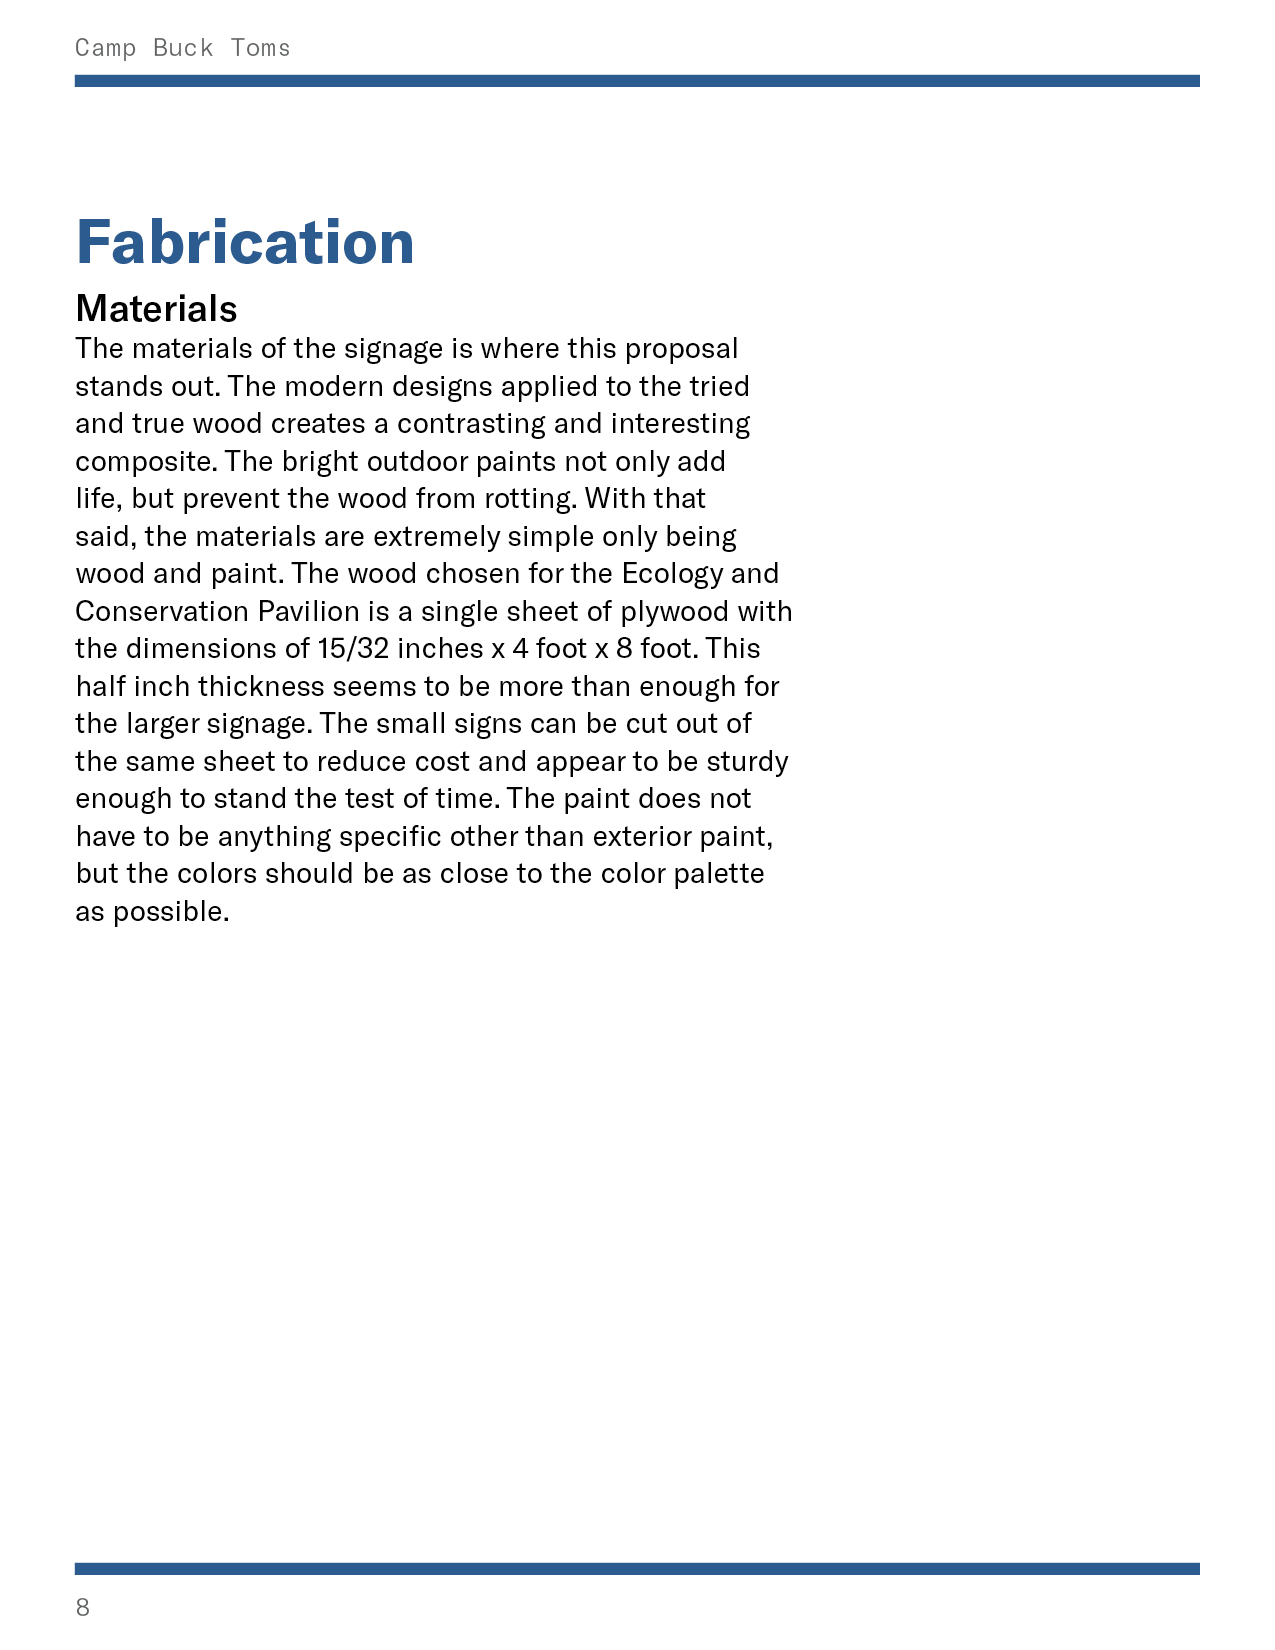 Camp Buck Toms
Fabrication
Materials
The materials of the signage is where this proposal
stands out. The modern designs applied to the tried
and true wood creates a contrasting and interesting
composite. The bright outdoor paints not only add
life, but prevent the wood from rotting. With that
said, the materials are extremely simple only being
wood and paint. The wood chosen for the Ecology and
Conservation Pavilion is a single sheet of plywood with
the dimensions of 15/32 inches x 4 foot x 8 foot. This
half inch thickness seems to be more than enough for
the larger signage. The small signs can be cut out of
the same sheet to reduce cost and appear to be sturdy
enough to stand the test of time. The paint does not
have to be anything specific other than exterior paint,
but the colors should be as close to the color palette
as possible.
8